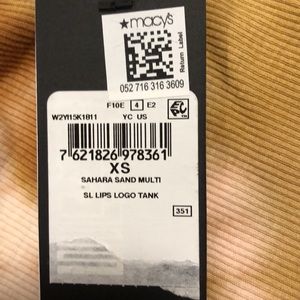 ★macy's
Return Label
052 716 316 3609
F10E 4 E2
W2YI15K1811 YC US
7 621826 978361
XS
SAHARA SAND MULTI
SL LIPS LOGO TANK
351